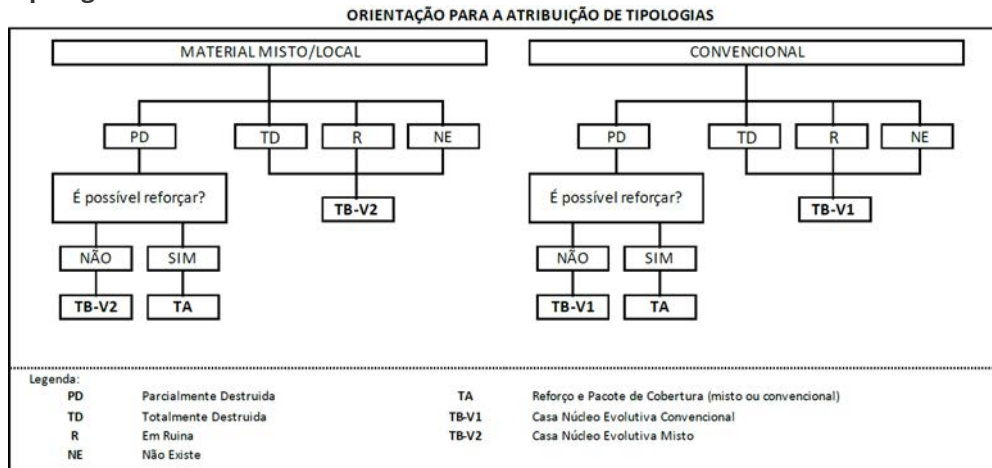 ORIENTAÇÃO PARA A ATRIBUIÇÃO DE TIPOLOGIAS
MATERIAL MISTO/LOCAL
CONVENCIONAL
PD
TD
R
NE
PD
TD
R
NE
É possível reforçar?
TB-V2
É possível reforçar?
TB-V1
NÃO
SIM
NÃO
SIM
TB-V2
TA
TB-V1
TA
Legenda:
PD Parcialmente Destruida TA Reforço e Pacote de Cobertura (misto ou convencional)
TD Totalmente Destruida TB-V1 Casa Núcleo Evolutiva Convencional
R Em Ruina TB-V2 Casa Núcleo Evolutiva Misto
NE Não Existe